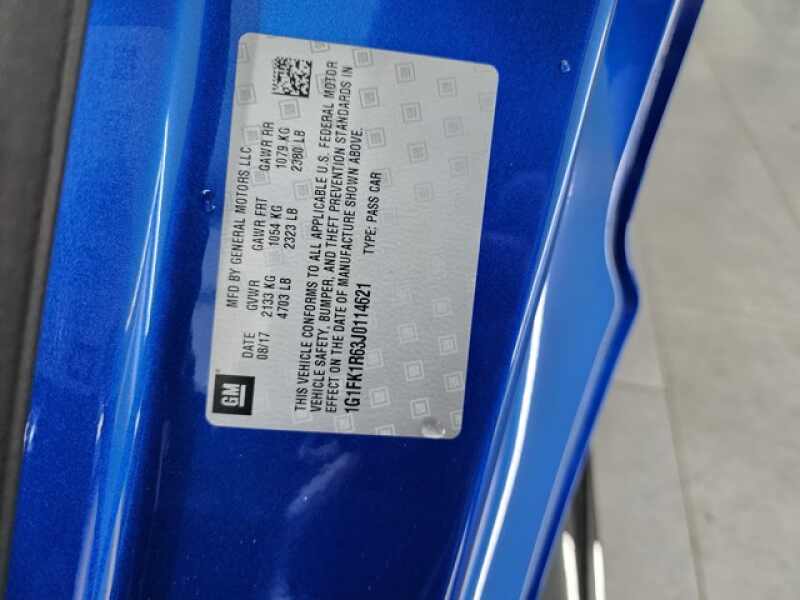 GM
MFD BY GENERAL MOTORS LLC
DATE GVWR GAWR FRT GAWR RR
08/17 2133 KG 1054 KG 1079 KG
4703 LB 2323 LB 2380 LB
THIS VEHICLE CONFORMS TO ALL APPLICABLE U.S. FEDERAL MOTOR
VEHICLE SAFETY, BUMPER, AND THEFT PREVENTION STANDARDS IN
EFFECT ON THE DATE OF MANUFACTURE SHOWN ABOVE.
1G1FK1R63J0114621 TYPE: PASS CAR